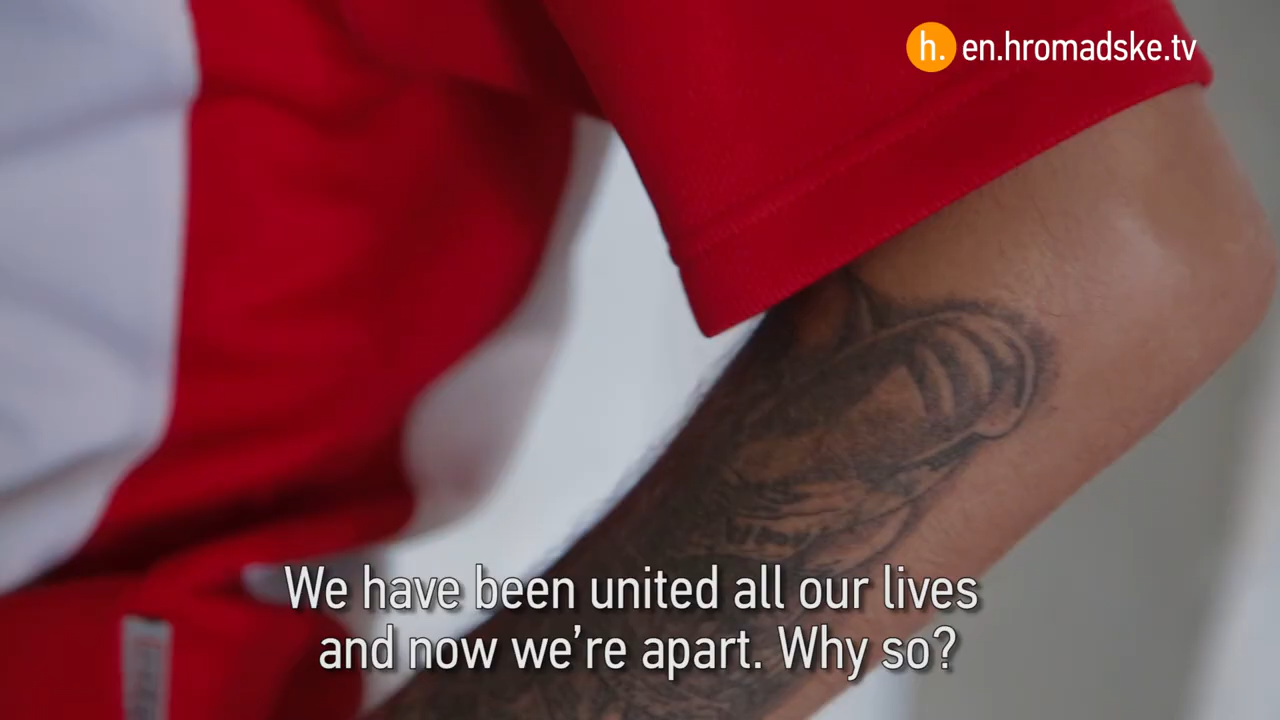 h. en.hromadske.tv
We have been united all our lives
and now we're apart. Why so?